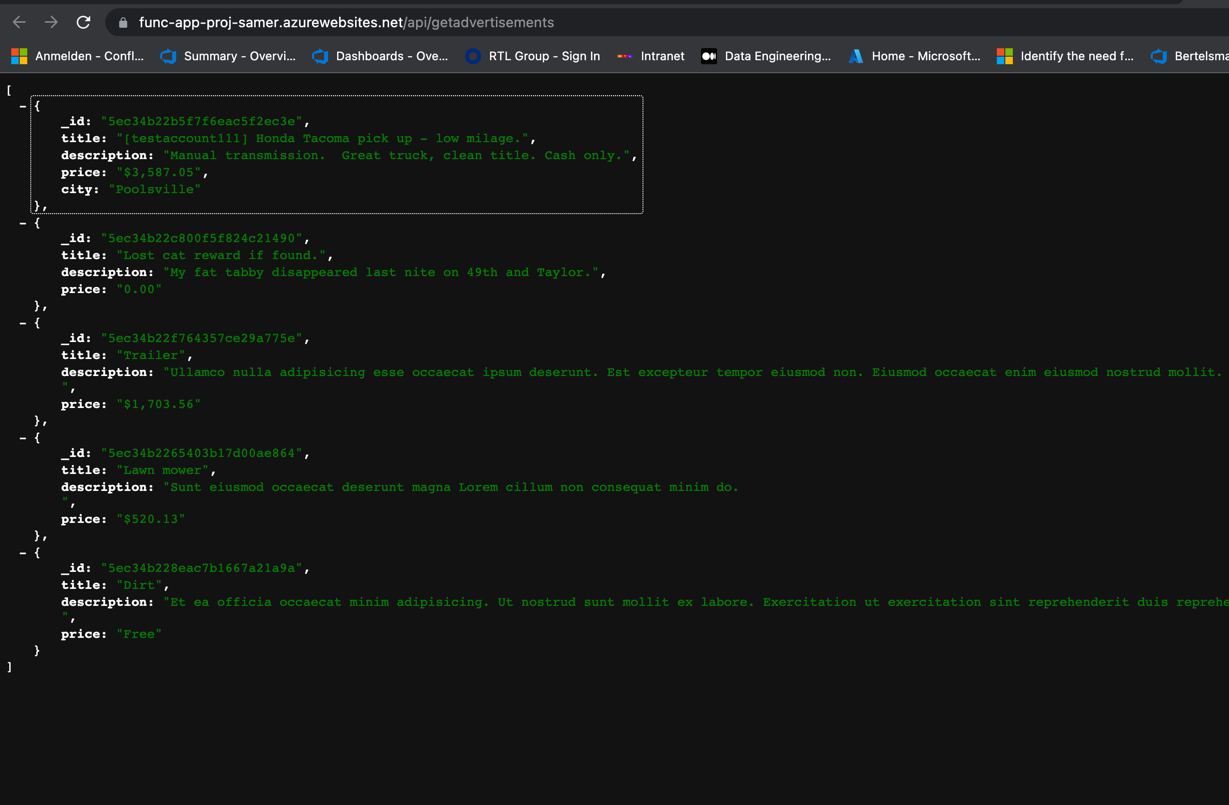 func-app-proj-samer.azurewebsites.net/api/getadvertisements
Anmelden - Confl... Summary - Overvi... Dashboards - Ove... RTL Group - Sign In Intranet Data Engineering... Home - Microsoft... Identify the need f... Bertelsma
[
- {
_id: "5ec34b22b5f7f6eac5f2ec3e",
title: "[testaccount111] Honda Tacoma pick up - low milage.",
description: "Manual transmission.  Great truck, clean title. Cash only.",
price: "$3,587.05",
city: "Poolsville"
},
- {
_id: "5ec34b22c800f5f824c21490",
title: "Lost cat reward if found.",
description: "My fat tabby disappeared last nite on 49th and Taylor.",
price: "0.00"
},
- {
_id: "5ec34b22f764357ce29a775e",
title: "Trailer",
description: "Ullamco nulla adipisicing esse occaecat ipsum deserunt. Est excepteur tempor eiusmod non. Eiusmod occaecat enim eiusmod nostrud mollit.
",
price: "$1,703.56"
},
- {
_id: "5ec34b2265403b17d00ae864",
title: "Lawn mower",
description: "Sunt eiusmod occaecat deserunt magna Lorem cillum non consequat minim do.
",
price: "$520.13"
},
- {
_id: "5ec34b228eac7b1667a21a9a",
title: "Dirt",
description: "Et ea officia occaecat minim adipisicing. Ut nostrud sunt mollit ex labore. Exercitation ut exercitation sint reprehenderit duis reprehe
",
price: "Free"
}
]